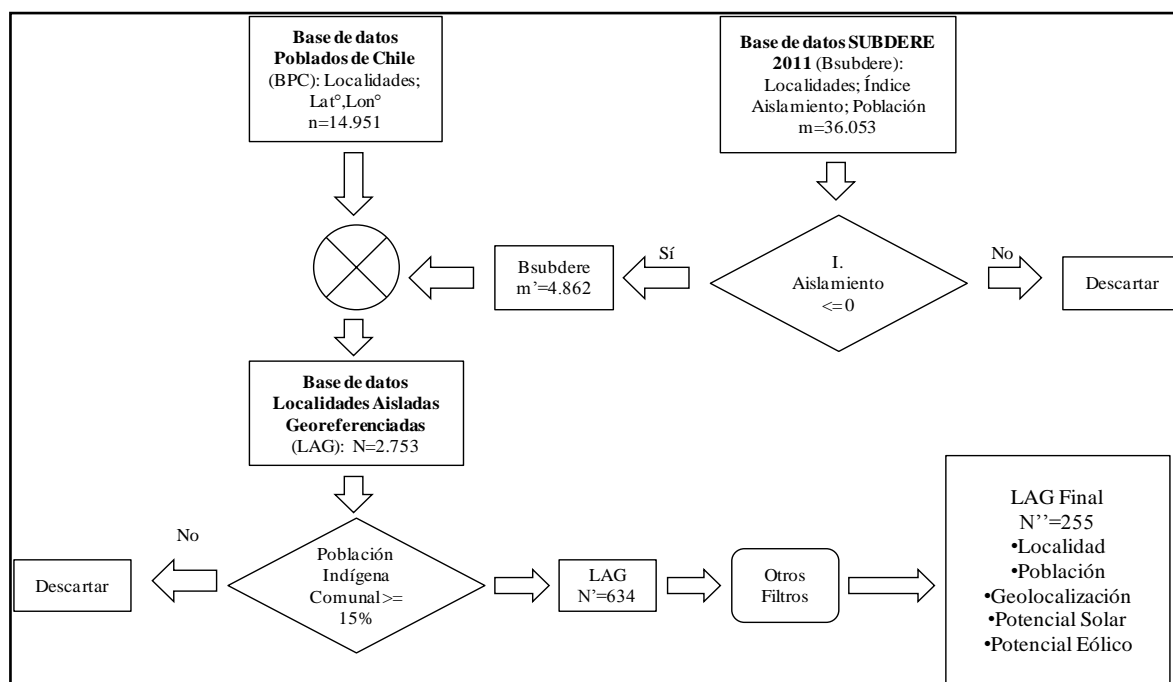 Base de datos
Poblados de Chile
(BPC): Localidades;
Lat°,Lon°
n=14.951
Base de datos SUBDERE
2011 (Bsubdere):
Localidades; Índice
Aislamiento; Población
m=36.053
I.
Aislamiento
<=0
Sí
No
Bsubdere
m’=4.862
Descartar
Base de datos
Localidades Aisladas
Georeferenciadas
(LAG): N=2.753
No
Descartar
Población
Indígena
Comunal>=
15%
LAG
N’=634
Otros
Filtros
LAG Final
N’’=255
•Localidad
•Población
•Geolocalización
•Potencial Solar
•Potencial Eólico